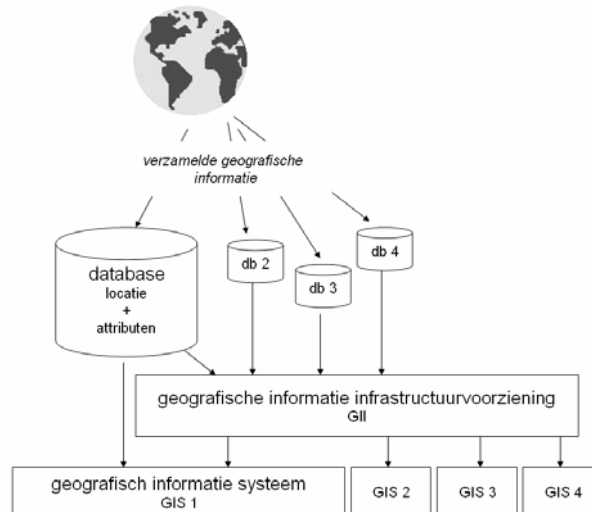 verzamelde geografische
informatie
database
locatie
+
attributen
db 2
db 3
db 4
geografische informatie infrastructuurvoorziening
GII
geografisch informatie systeem
GIS 1
GIS 2
GIS 3
GIS 4